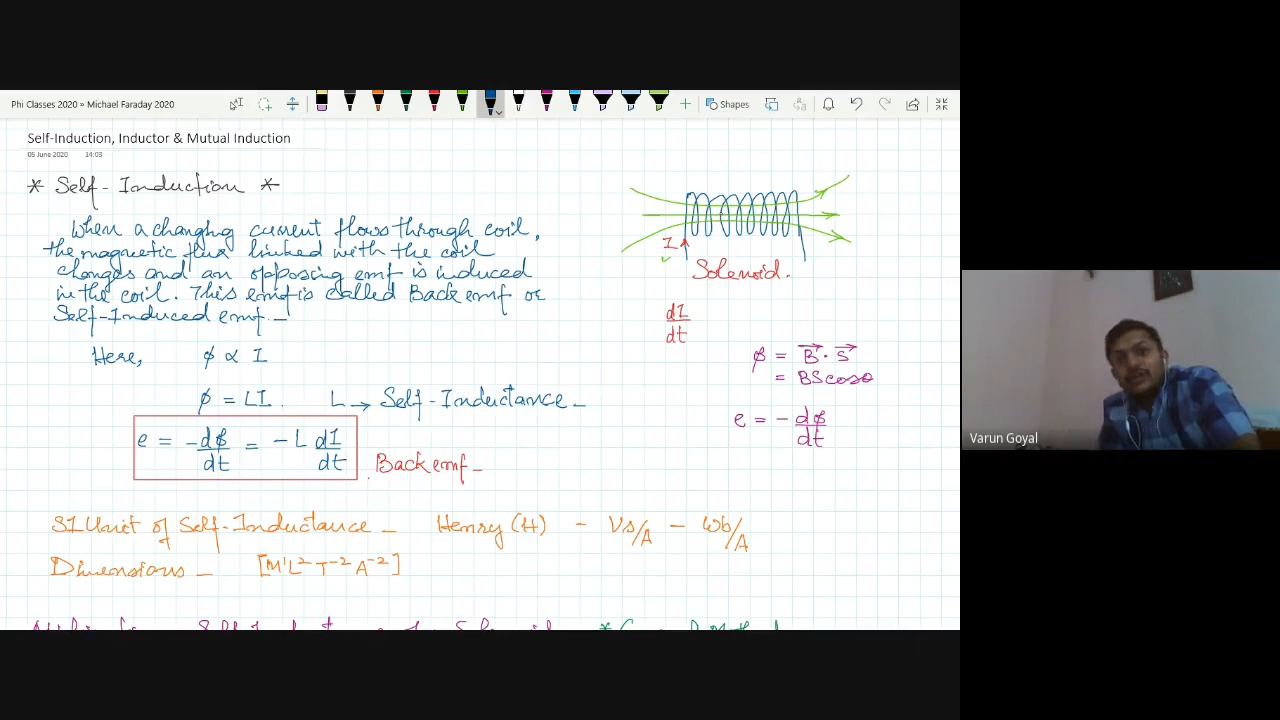 Phi Classes 2020 » Michael Faraday 2020
Shapes
Self-Induction, Inductor & Mutual Induction
05 June 2020 14:03
* Self-Induction *
When a changing current flows through coil,
the magnetic flux linked with the coil
changes and an opposing emf is induced
in the coil. This emf is called Back emf or
Self-Induced emf.
I
Solenoid.
dI
dt
Here, φ ∝ I
φ = B⃗ · S⃗
= BS cosθ
φ = LI. L → Self-Inductance
e = -dφ/dt = -L dI/dt
Back emf
e = - dφ/dt
SI Unit of Self-Inductance - Henry (H) - Vs/A - Wb/A
Dimensions - [M¹L²T⁻²A⁻²]
Varun Goyal